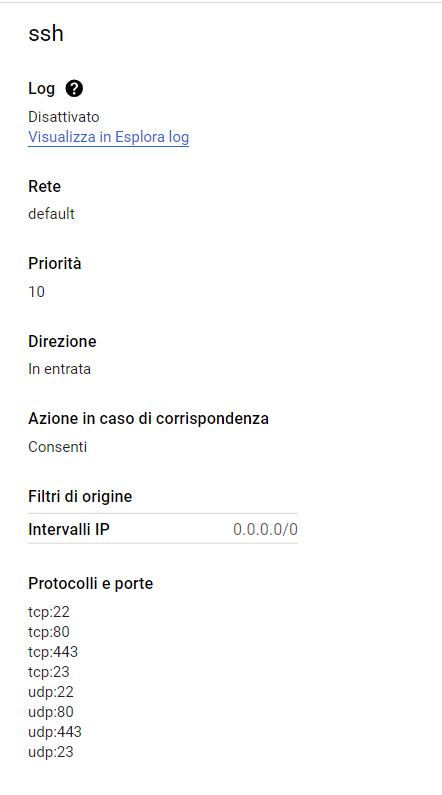 ssh
Log ?
Disattivato
Visualizza in Esplora log
Rete
default
Priorità
10
Direzione
In entrata
Azione in caso di corrispondenza
Consenti
Filtri di origine
Intervalli IP 0.0.0.0/0
Protocolli e porte
tcp:22
tcp:80
tcp:443
tcp:23
udp:22
udp:80
udp:443
udp:23